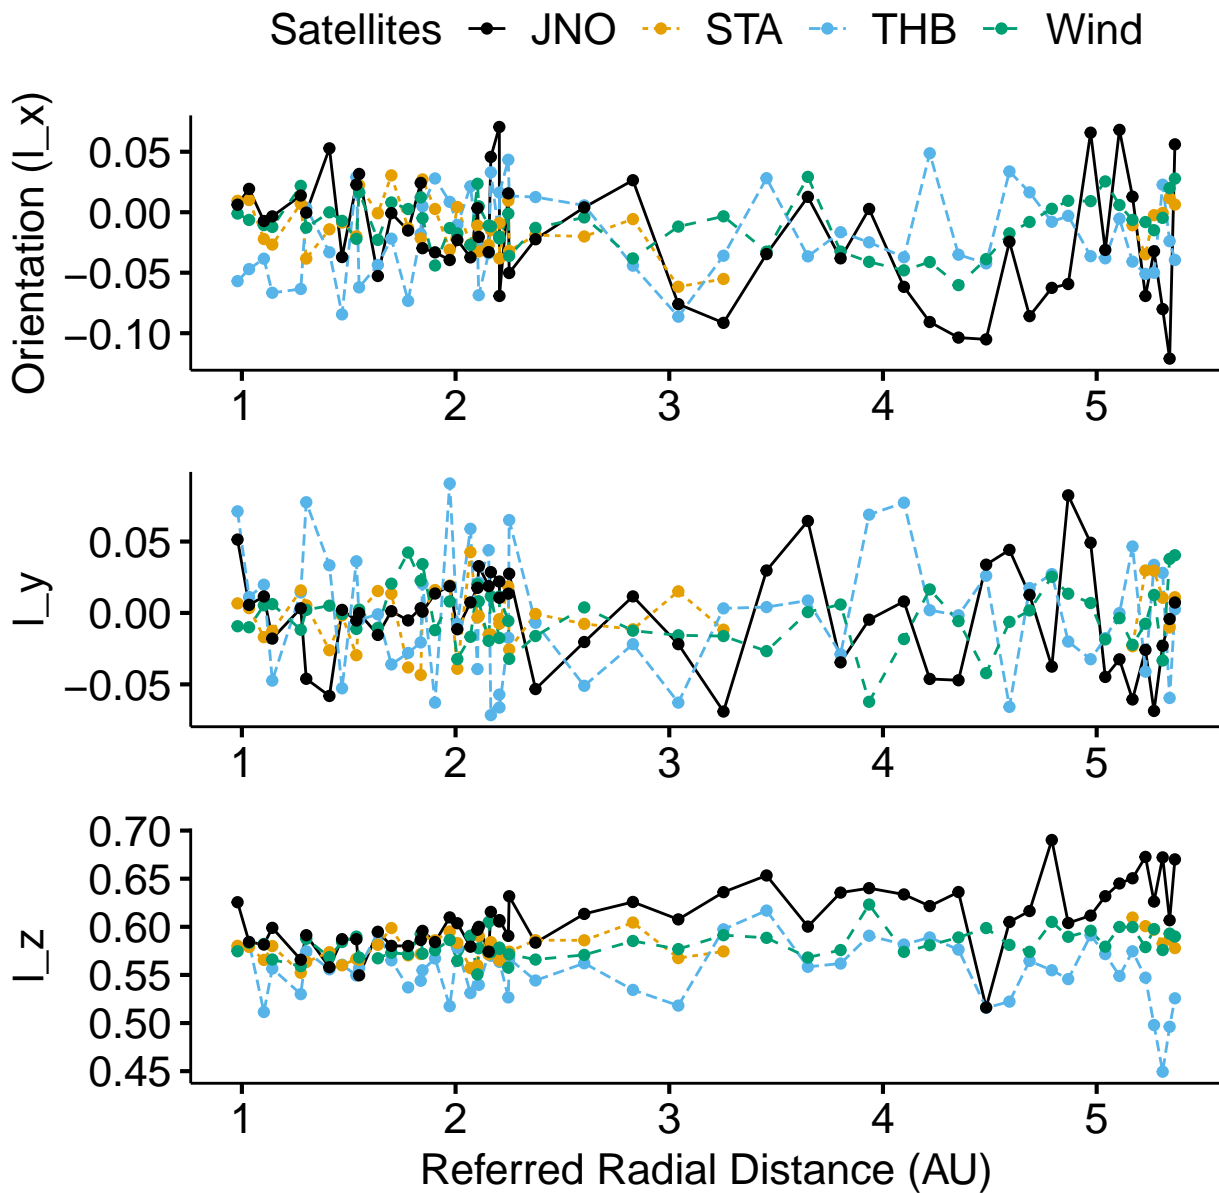 Satellites JNO STA THB Wind
Orientation (l_x)
0.05
0.00
−0.05
−0.10
1 2 3 4 5
l_y
0.05
0.00
−0.05
1 2 3 4 5
l_z
0.70
0.65
0.60
0.55
0.50
0.45
1 2 3 4 5
Referred Radial Distance (AU)